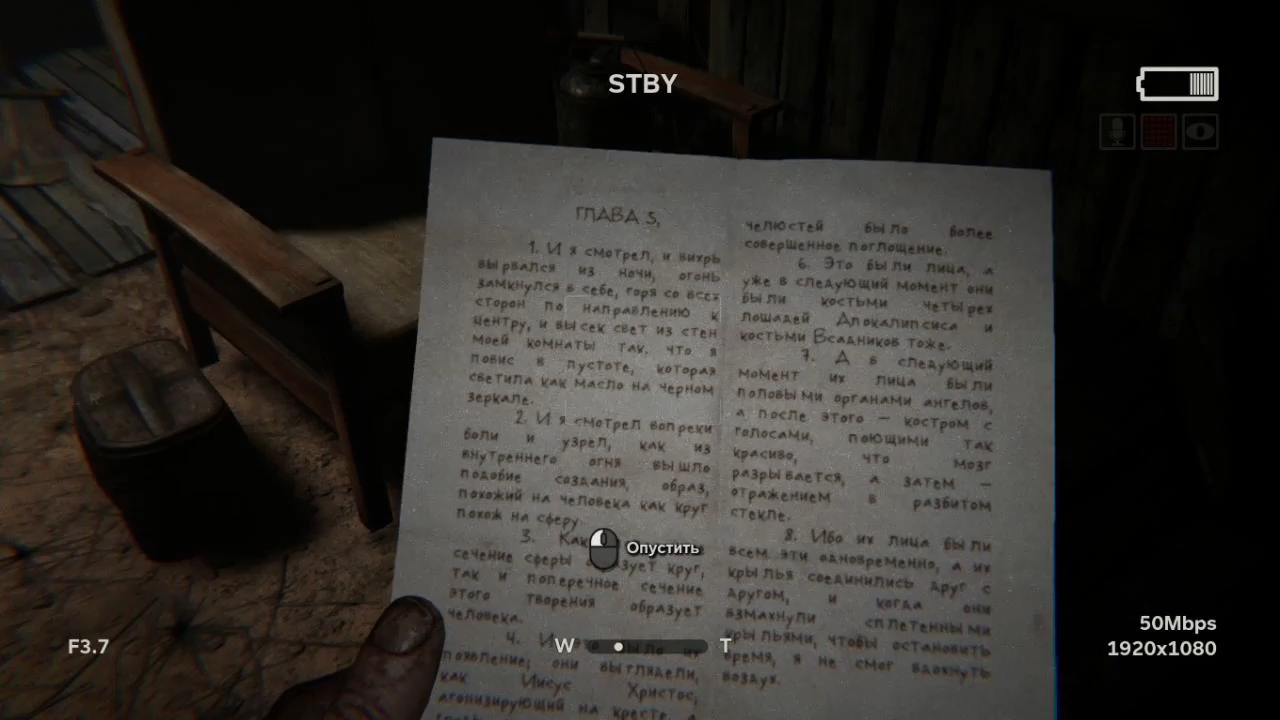 STBY
ГЛАВА 5,
1. И я смотрел, и вихрь
вырвался из ночи, огонь
замкнулся в себе, горя со всех
сторон по направлению к
центру, и высек свет из стен
моей комнаты так, что я
повис в пустоте, которая
светила как масло на черном
зеркале.
2. И я смотрел вопреки
боли и узрел, как из
внутреннего огня вышло
подобие создания, образ,
похожий на человека как круг
похож на сферу.
3. Как
сечение сферы образует круг,
так и поперечное сечение
этого творения образует
человека.
4. И это было их
появление; они выглядели,
как Иисус Христос,
агонизирующий на кресте, а
челюстей было более
совершенное поглощение.
6. Это были лица, а
уже в следующий момент они
были костьми четырех
лошадей Апокалипсиса и
костьми Всадников тоже.
7. А в следующий
момент их лица были
половыми органами ангелов,
а после этого — костром с
голосами, поющими так
красиво, что мозг
разрывается, а затем —
отражением в разбитом
стекле.
8. Ибо их лица были
всем эти одновременно, а их
крылья соединились друг с
другом, и когда они
взмахнули сплетенными
крыльями, чтобы остановить
время, я не смог вдохнуть
воздух.
Опустить
F3.7
W
T
50Mbps
1920x1080